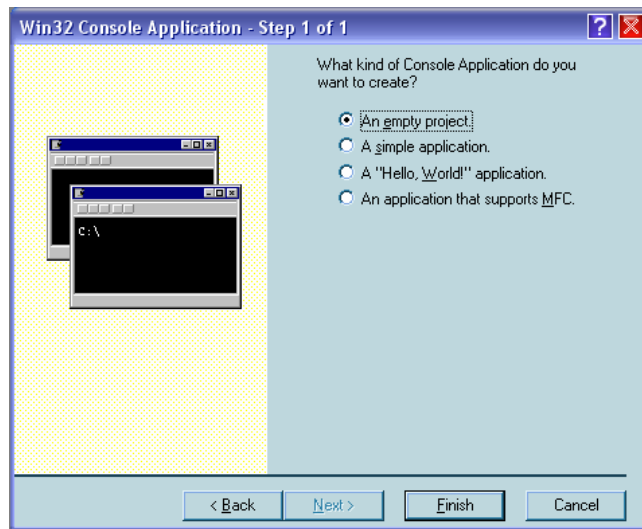 Win32 Console Application - Step 1 of 1
What kind of Console Application do you
want to create?
An empty project.
A simple application.
A "Hello, World!" application.
An application that supports MFC.
C:\
< Back
Next >
Finish
Cancel